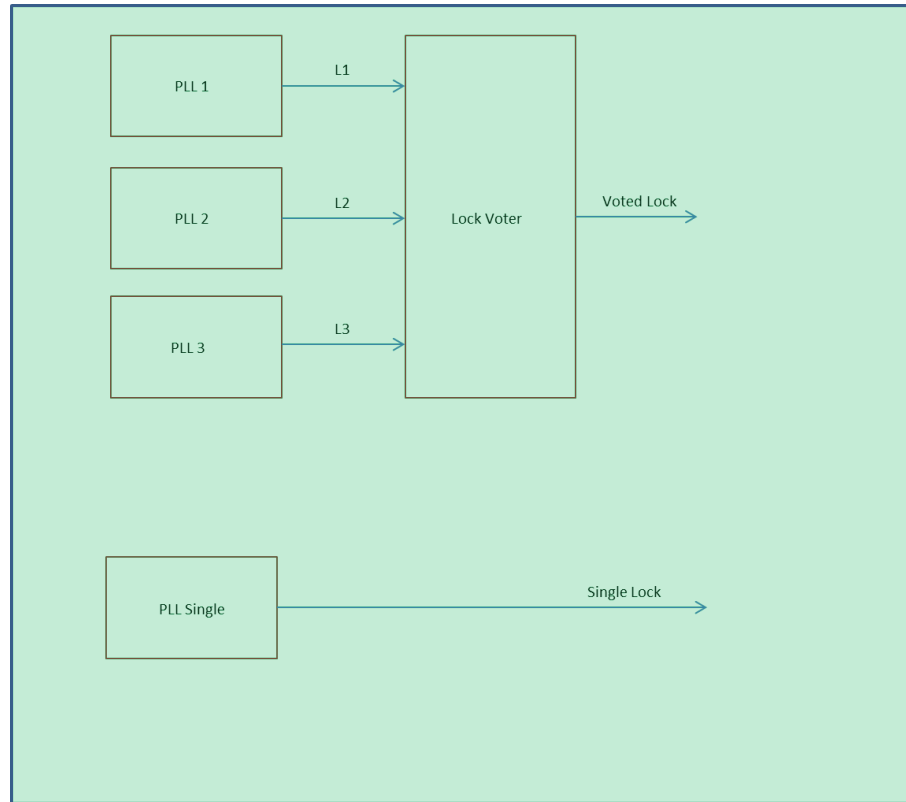 PLL 1
L1
PLL 2
L2
Lock Voter
Voted Lock
PLL 3
L3
PLL Single
Single Lock